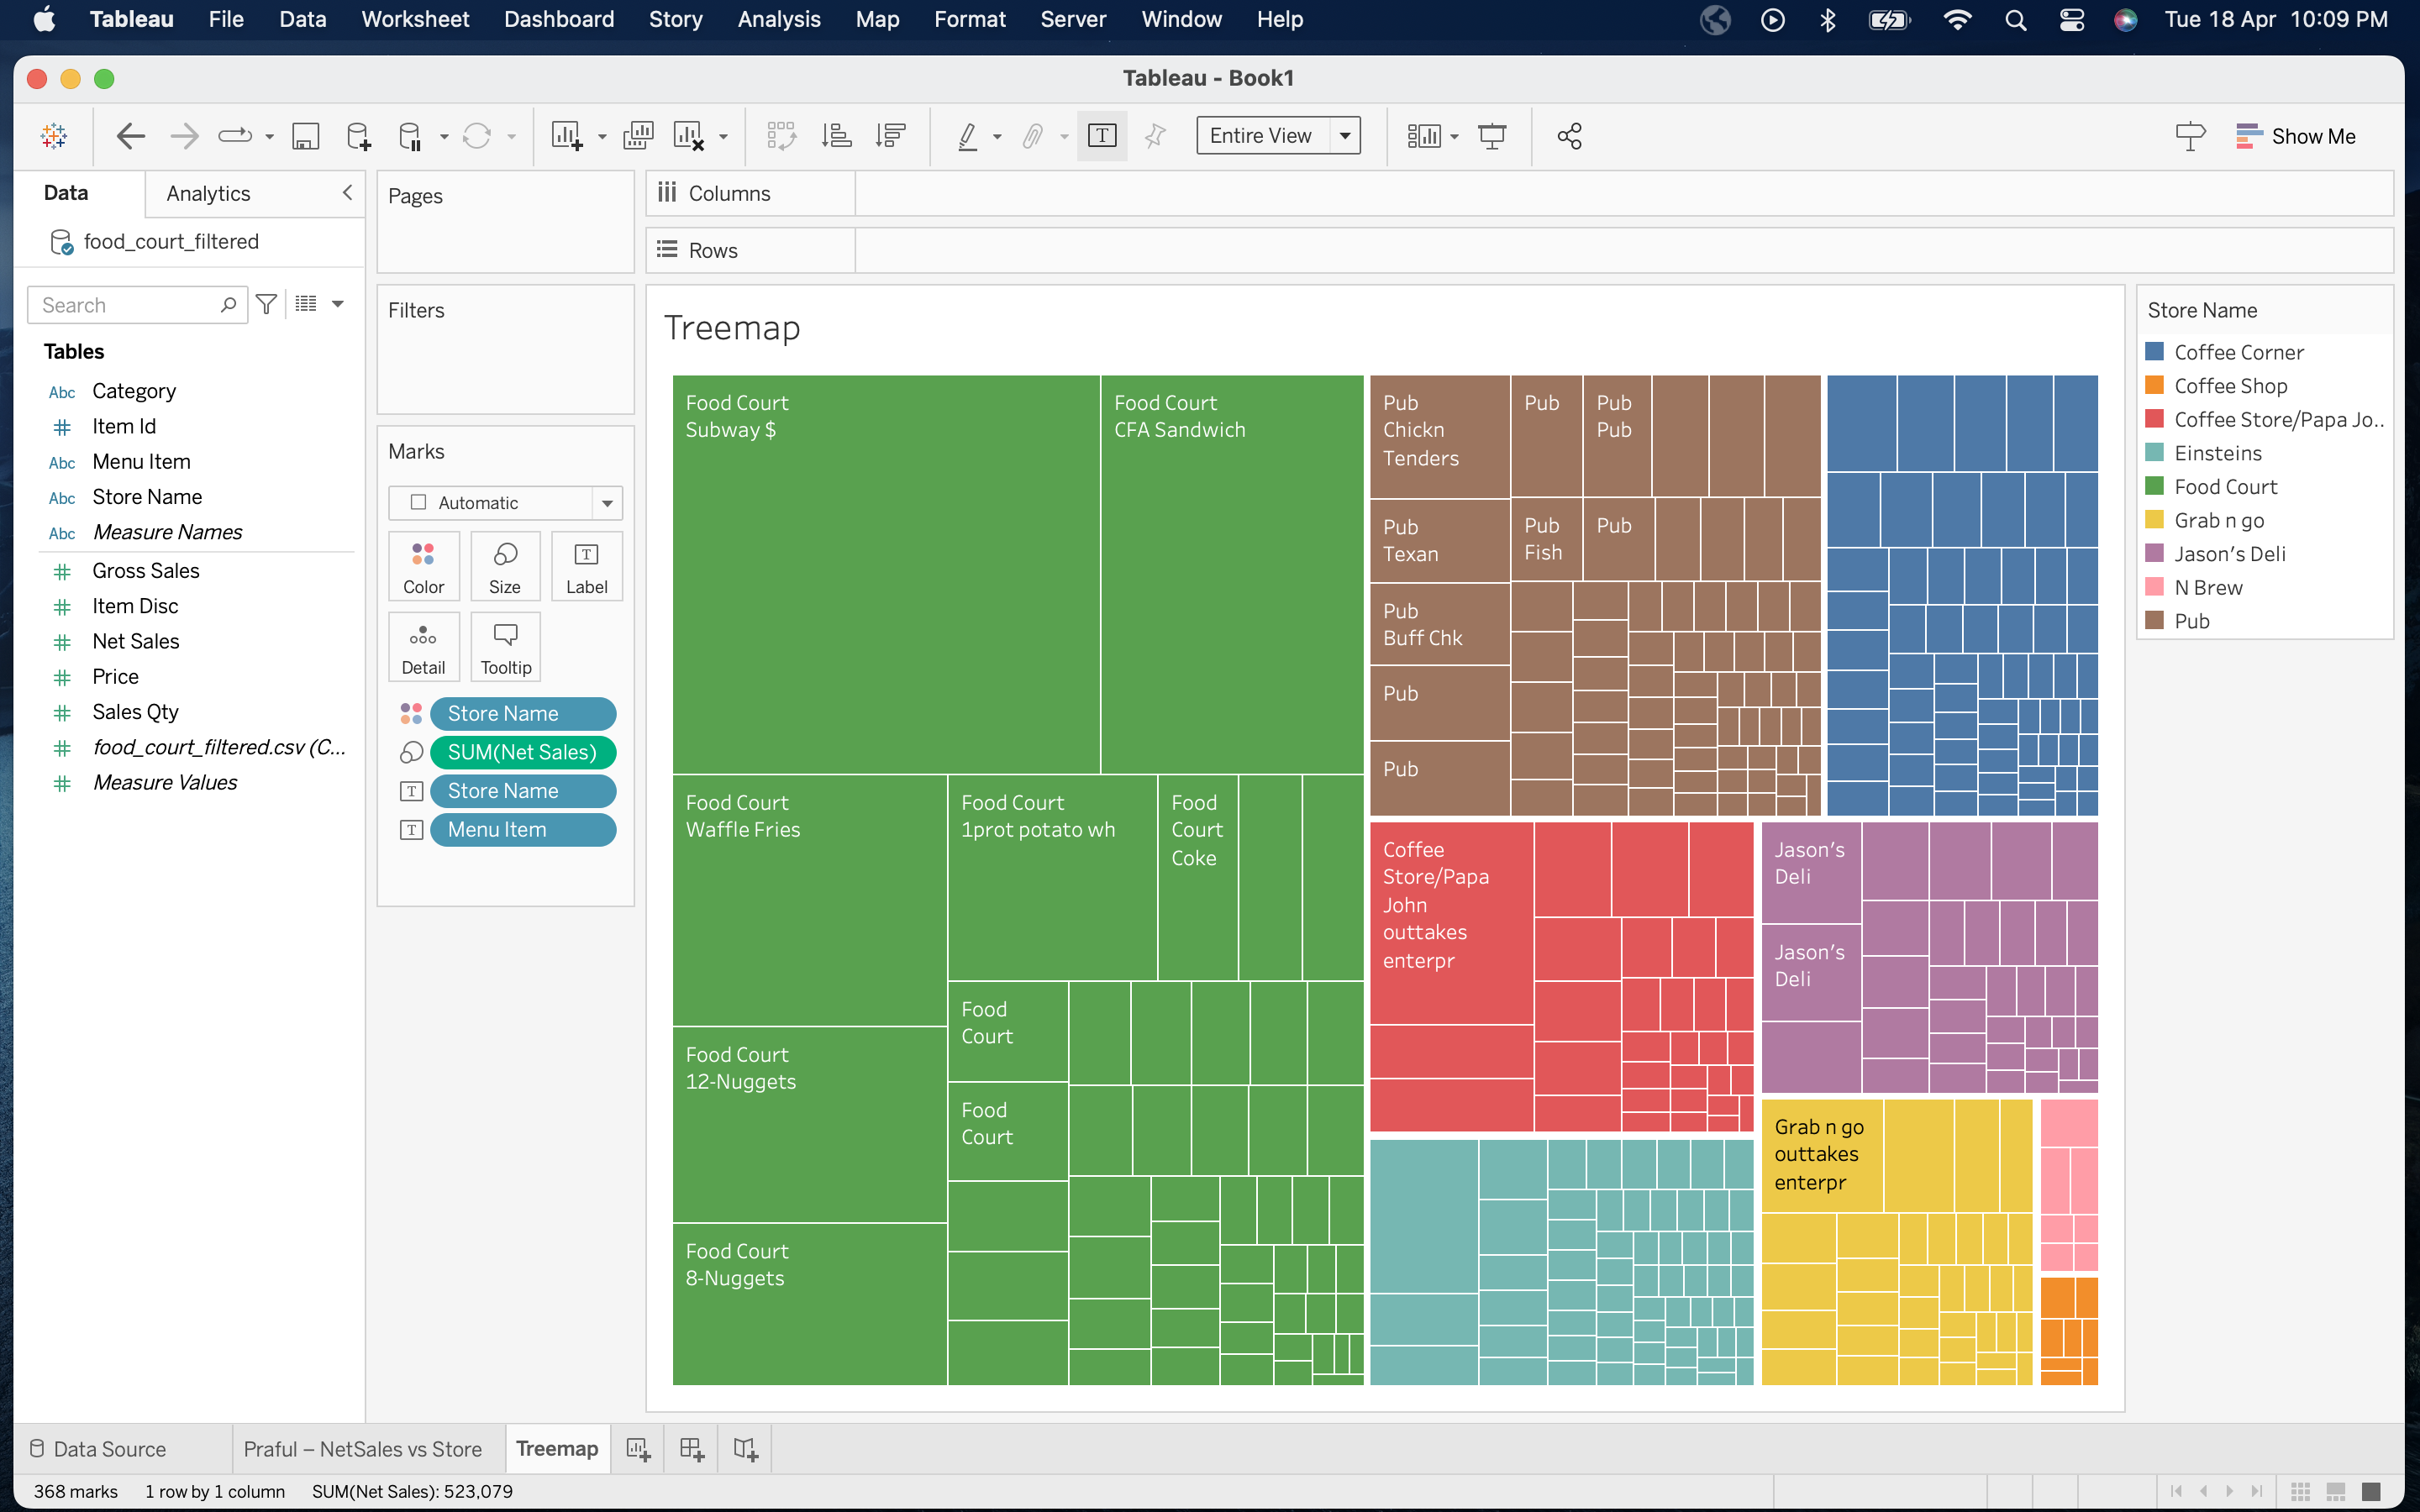 Tableau File Data Worksheet Dashboard Story Analysis Map Format Server Window Help Tue 18 Apr 10:09 PM
Tableau - Book1
Entire View
Show Me
Data Analytics
food_court_filtered
Search
Tables
Abc Category
# Item Id
Abc Menu Item
Abc Store Name
Abc Measure Names
# Gross Sales
# Item Disc
# Net Sales
# Price
# Sales Qty
# food_court_filtered.csv (C...
# Measure Values
Pages
Filters
Marks
Automatic
Color Size Label
Detail Tooltip
Store Name
SUM(Net Sales)
T Store Name
T Menu Item
Columns
Rows
Treemap
Food Court
Subway $
Food Court
CFA Sandwich
Food Court
Waffle Fries
Food Court
1prot potato wh
Food
Court
Coke
Food Court
12-Nuggets
Food
Court
Food
Court
Food Court
8-Nuggets
Pub
Chickn
Tenders
Pub
Pub
Pub
Pub
Texan
Pub
Fish
Pub
Pub
Buff Chk
Pub
Pub
Coffee
Store/Papa
John
outtakes
enterpr
Jason's
Deli
Jason's
Deli
Grab n go
outtakes
enterpr
Store Name
Coffee Corner
Coffee Shop
Coffee Store/Papa Jo..
Einsteins
Food Court
Grab n go
Jason's Deli
N Brew
Pub
Data Source Praful – NetSales vs Store Treemap
368 marks 1 row by 1 column SUM(Net Sales): 523,079